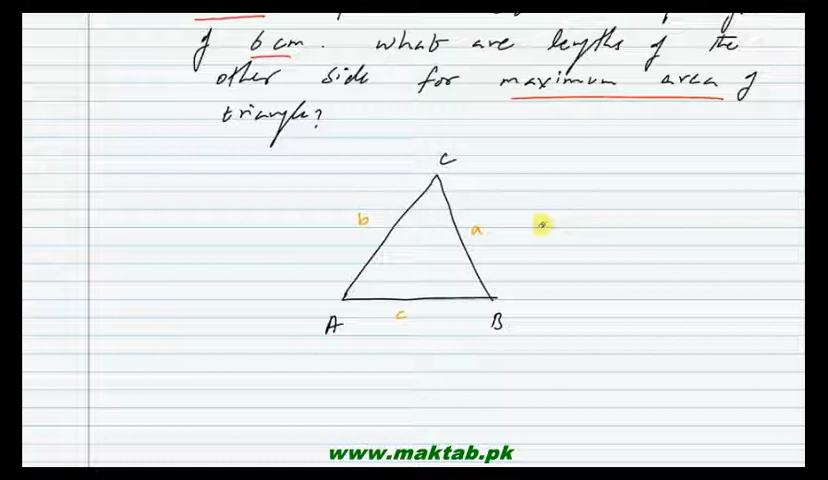 of 6 cm. what are lengths of the
other side for maximum area of
triangle?
C
b
a
c
A
B
www.maktab.pk